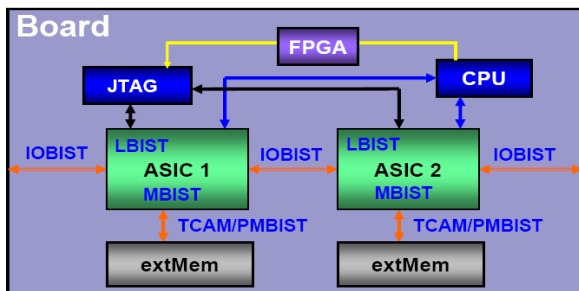 Board
FPGA
JTAG
CPU
LBIST
ASIC 1
MBIST
LBIST
ASIC 2
MBIST
IOBIST
IOBIST
IOBIST
TCAM/PMBIST
TCAM/PMBIST
extMem
extMem